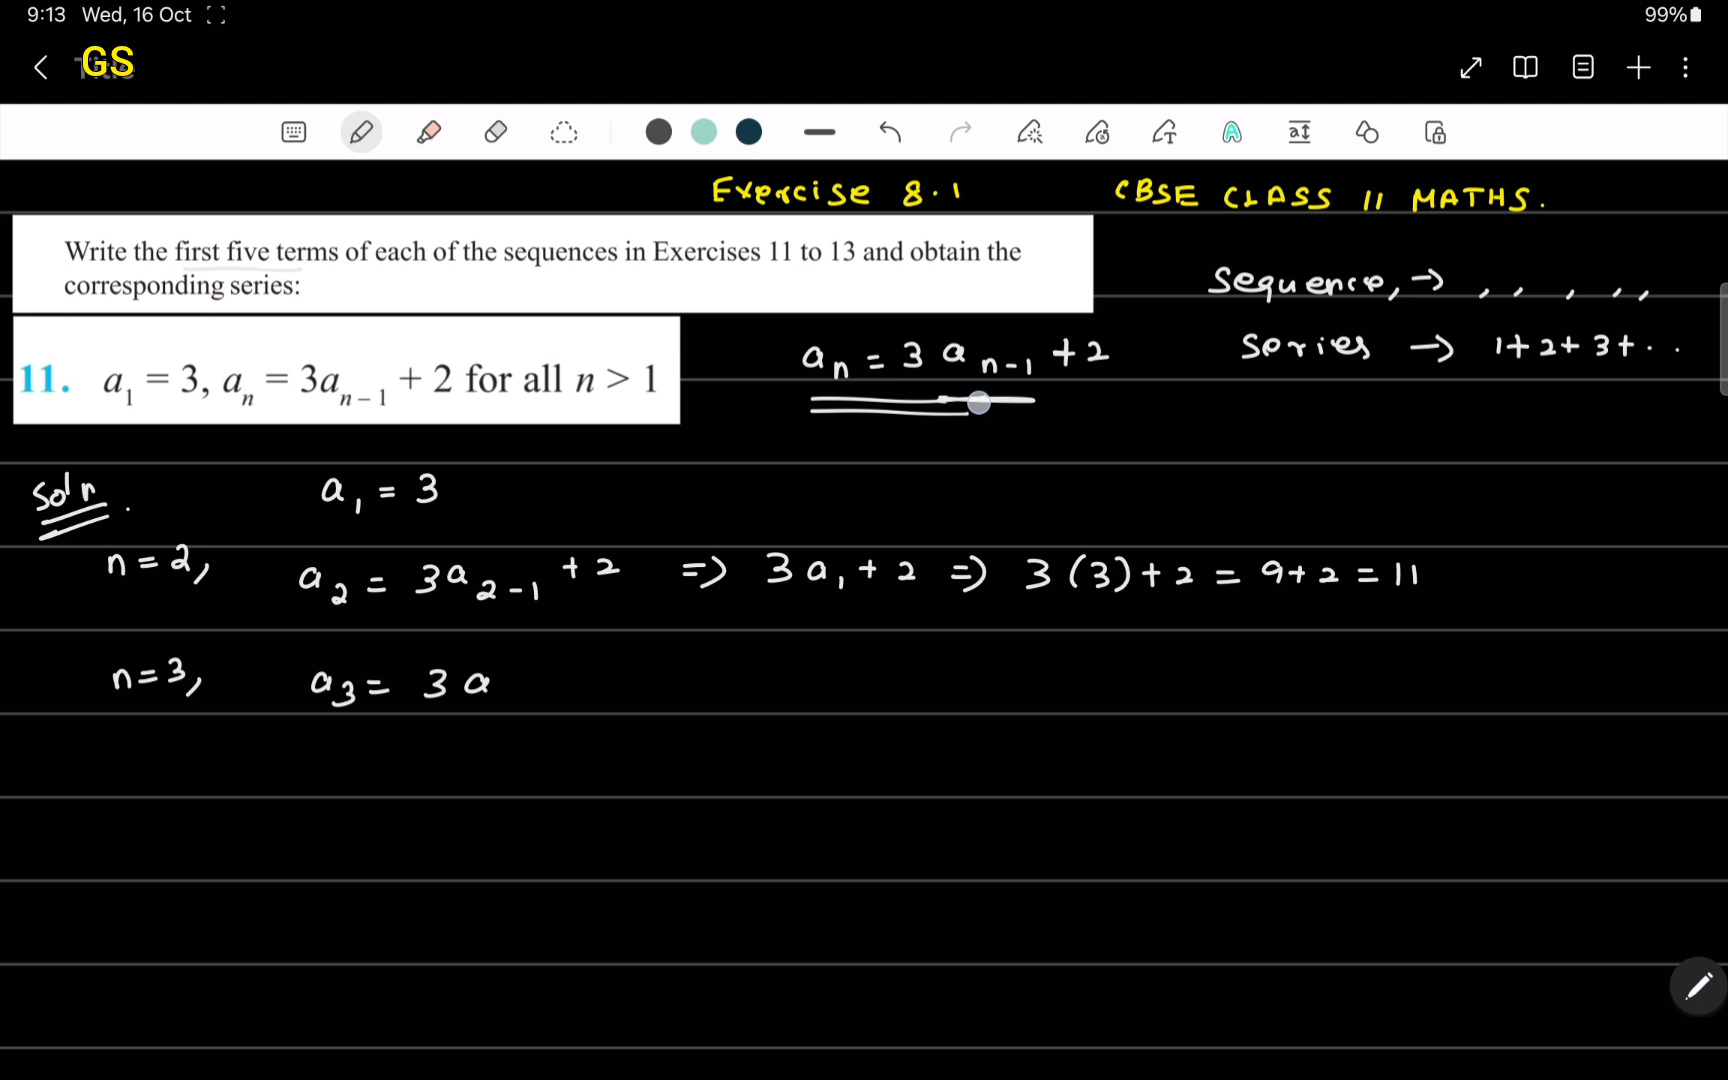 9:13 Wed, 16 Oct
99%
GS
Exercise 8.1 CBSE CLASS 11 MATHS.
Write the first five terms of each of the sequences in Exercises 11 to 13 and obtain the
corresponding series:
Sequence, → , , , , ,
Series → 1+2+3+..
11. a₁ = 3, aₙ = 3aₙ₋₁ + 2 for all n > 1
aₙ = 3aₙ₋₁ + 2
Soln.
a₁ = 3
n=2, a₂ = 3a₂₋₁ + 2 => 3a₁ + 2 => 3(3)+2 = 9+2 = 11
n=3, a₃ = 3a